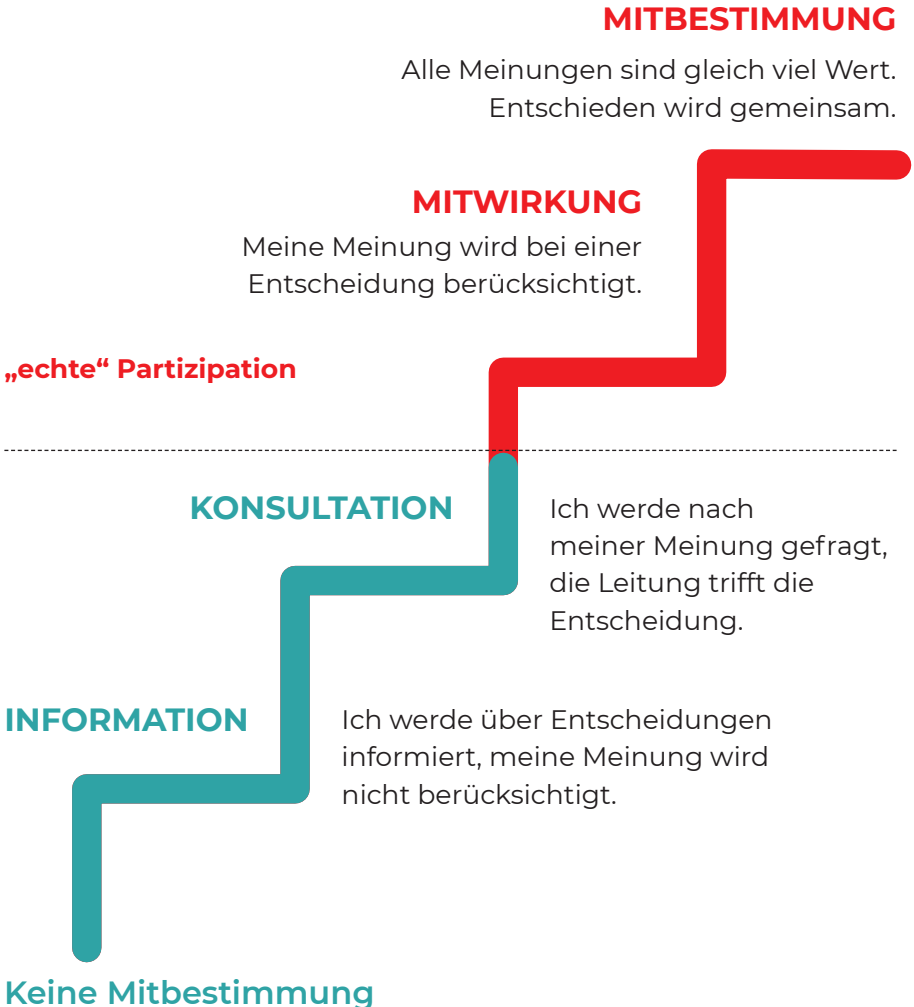 MITBESTIMMUNG
Alle Meinungen sind gleich viel Wert.
Entschieden wird gemeinsam.
MITWIRKUNG
Meine Meinung wird bei einer
Entscheidung berücksichtigt.
„echte“ Partizipation
KONSULTATION
Ich werde nach
meiner Meinung gefragt,
die Leitung trifft die
Entscheidung.
INFORMATION
Ich werde über Entscheidungen
informiert, meine Meinung wird
nicht berücksichtigt.
Keine Mitbestimmung